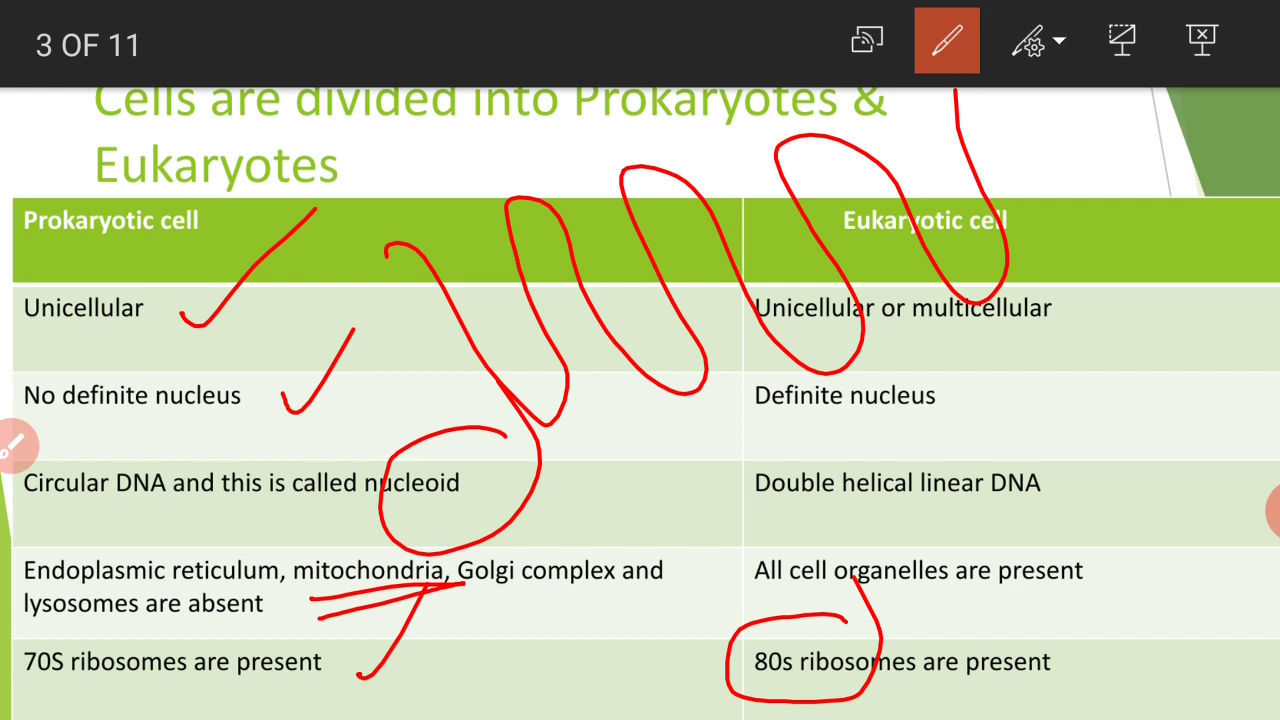 3 OF 11
Cells are divided into Prokaryotes &
Eukaryotes
Prokaryotic cell
Eukaryotic cell
Unicellular
Unicellular or multicellular
No definite nucleus
Definite nucleus
Circular DNA and this is called nucleoid
Double helical linear DNA
Endoplasmic reticulum, mitochondria, Golgi complex and
lysosomes are absent
All cell organelles are present
70S ribosomes are present
80s ribosomes are present